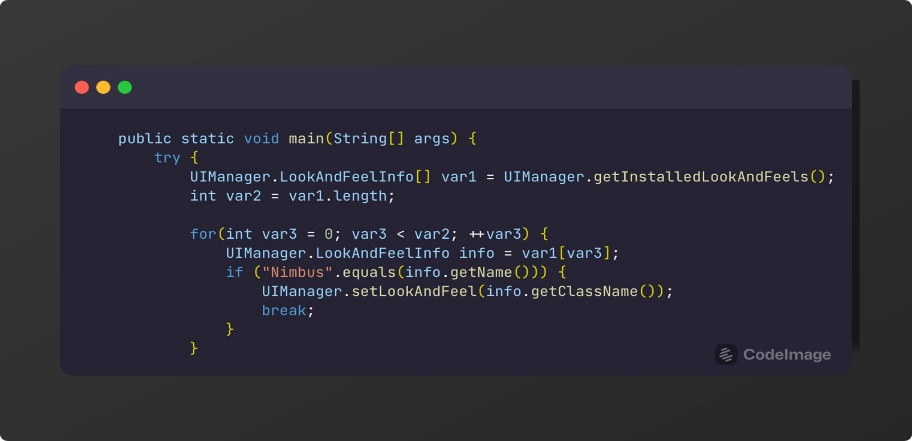 public static void main(String[] args) {
    try {
        UIManager.LookAndFeelInfo[] var1 = UIManager.getInstalledLookAndFeels();
        int var2 = var1.length;

        for(int var3 = 0; var3 < var2; ++var3) {
            UIManager.LookAndFeelInfo info = var1[var3];
            if ("Nimbus".equals(info.getName())) {
                UIManager.setLookAndFeel(info.getClassName());
                break;
            }
        }
CodeImage